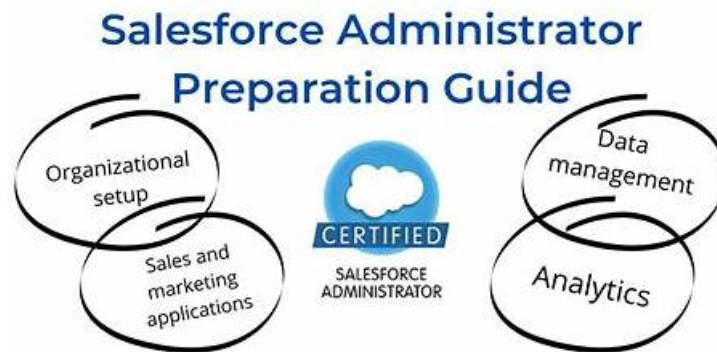 Salesforce Administrator
Preparation Guide
Organizational
setup
Sales and
marketing
applications
CERTIFIED
SALESFORCE
ADMINISTRATOR
Data
management
Analytics